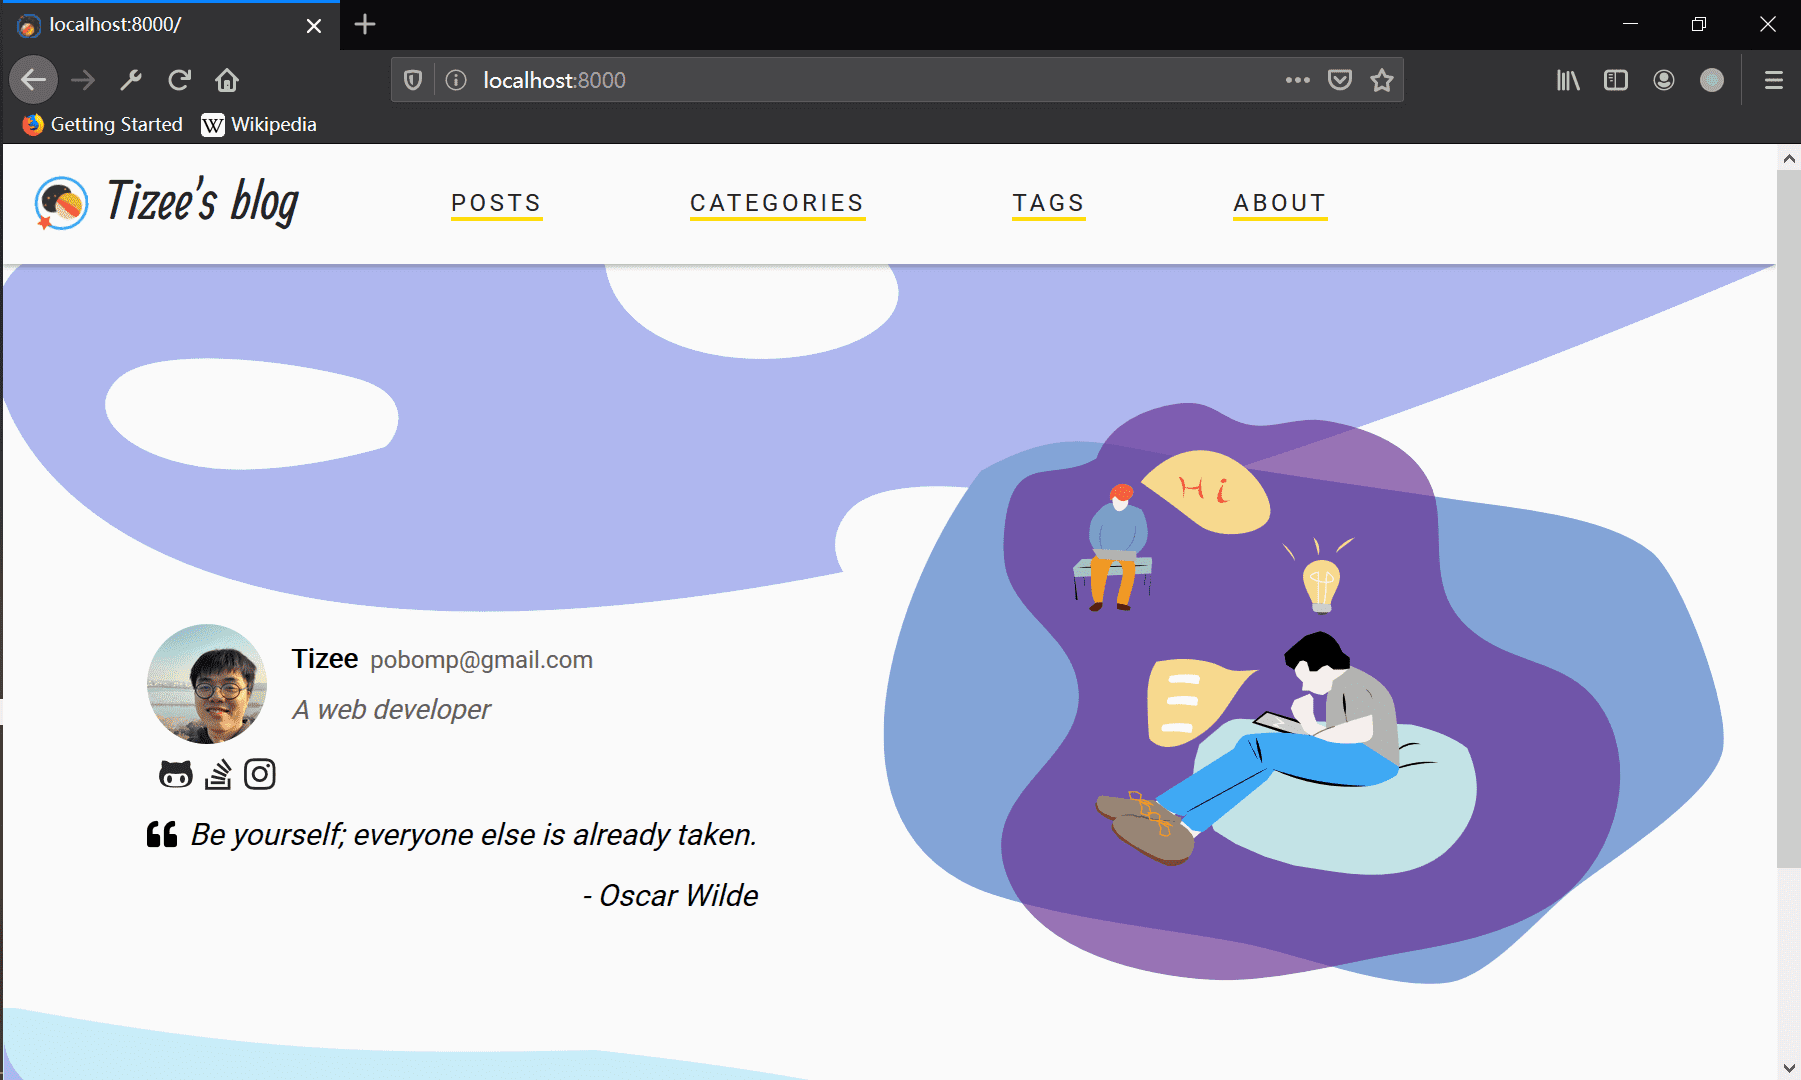 localhost:8000/
localhost:8000
Getting Started
Wikipedia
Tizee's blog
POSTS
CATEGORIES
TAGS
ABOUT
Hi
Tizee pobomp@gmail.com
A web developer
❝ Be yourself; everyone else is already taken.
- Oscar Wilde